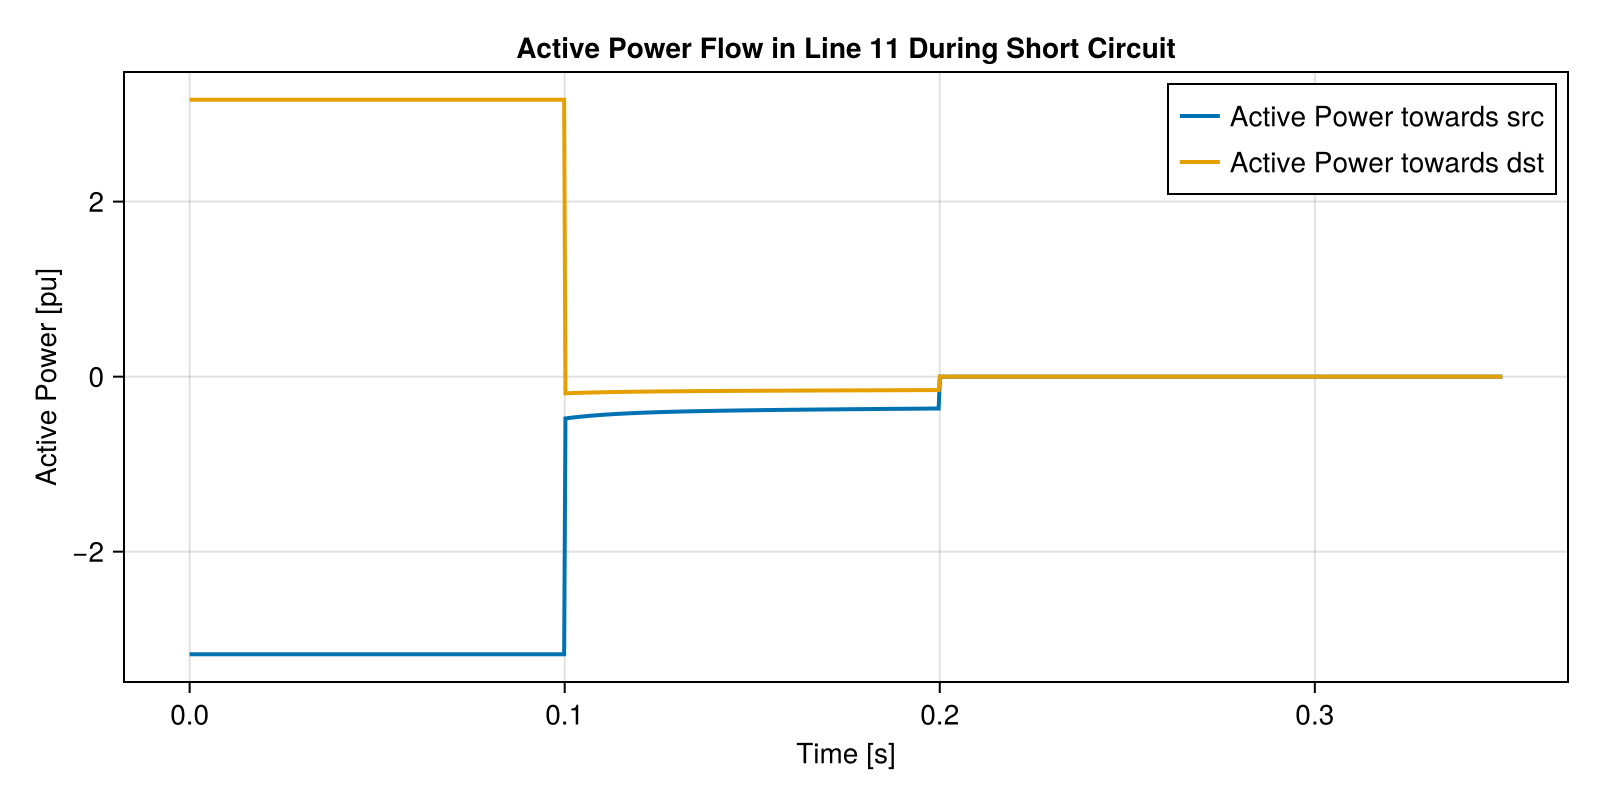 Active Power Flow in Line 11 During Short Circuit
Active Power towards src
Active Power towards dst
Active Power [pu]
2
0
−2
0.0
0.1
0.2
0.3
Time [s]